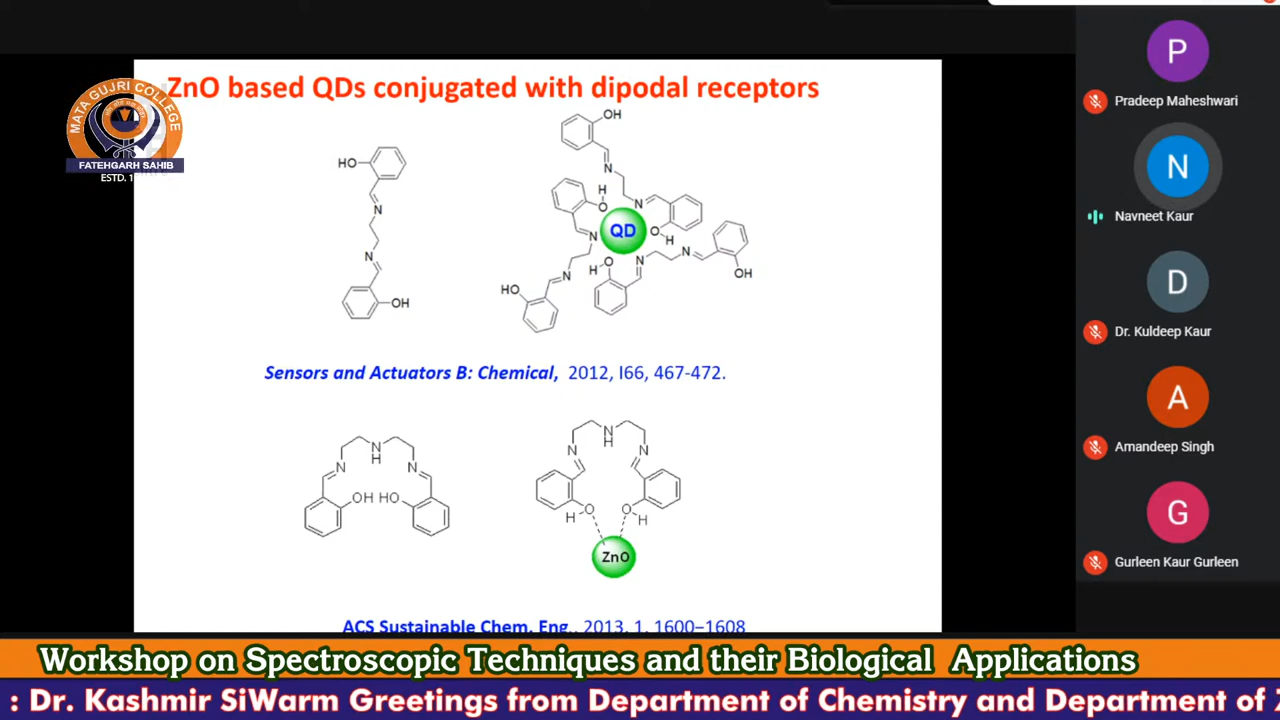 ZnO based QDs conjugated with dipodal receptors
MATA GUJRI COLLEGE
FATEHGARH SAHIB
ESTD. 1
HO
N
N
OH
OH
N
N
H
O
QD
O
H
N
N
HO
H
O
N
N
OH
Sensors and Actuators B: Chemical, 2012, I66, 467-472.
N
H
N
N
OH HO
N
H
N
N
O
H
O
H
ZnO
ACS Sustainable Chem. Eng., 2013, 1, 1600–1608
P
Pradeep Maheshwari
N
Navneet Kaur
D
Dr. Kuldeep Kaur
A
Amandeep Singh
G
Gurleen Kaur Gurleen
Workshop on Spectroscopic Techniques and their Biological Applications
: Dr. Kashmir SiWarm Greetings from Department of Chemistry and Department of Z